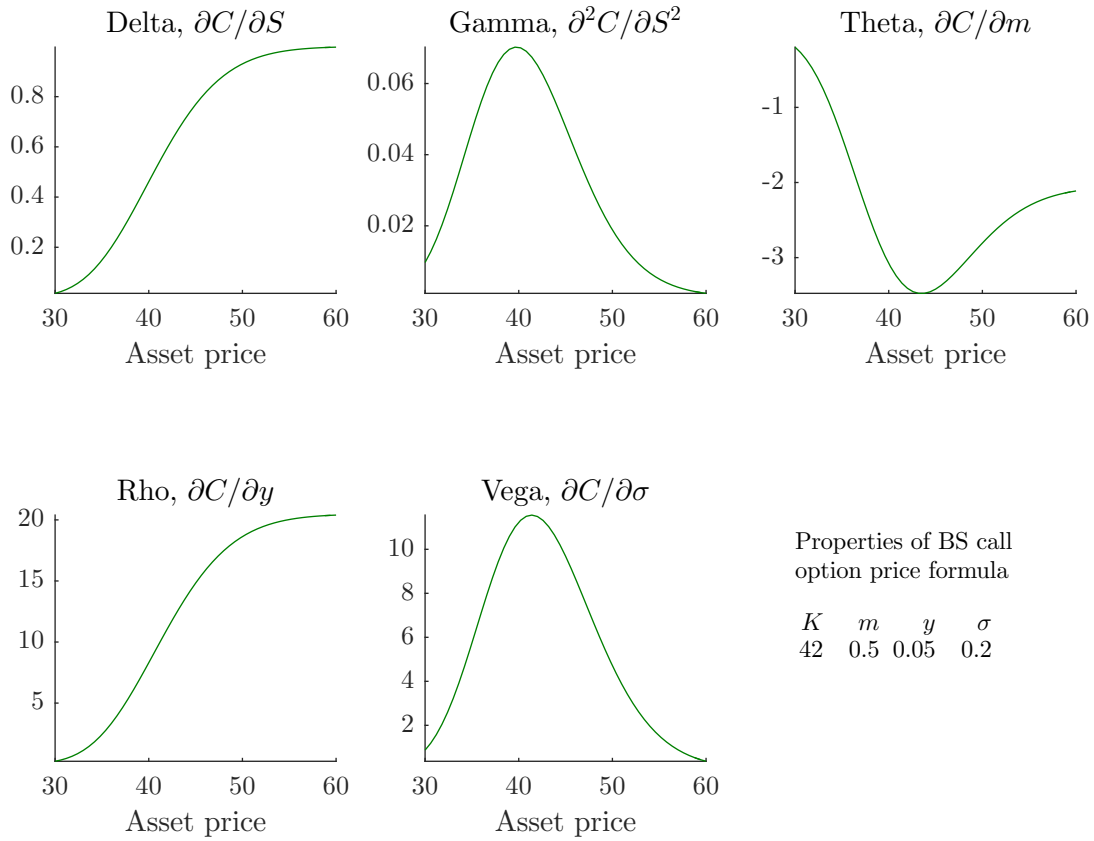 Delta, ∂C/∂S
0.8
0.6
0.4
0.2
30 40 50 60
Asset price
Gamma, ∂²C/∂S²
0.06
0.04
0.02
30 40 50 60
Asset price
Theta, ∂C/∂m
-1
-2
-3
30 40 50 60
Asset price
Rho, ∂C/∂y
20
15
10
5
30 40 50 60
Asset price
Vega, ∂C/∂σ
10
8
6
4
2
30 40 50 60
Asset price
Properties of BS call
option price formula
K m y σ
42 0.5 0.05 0.2